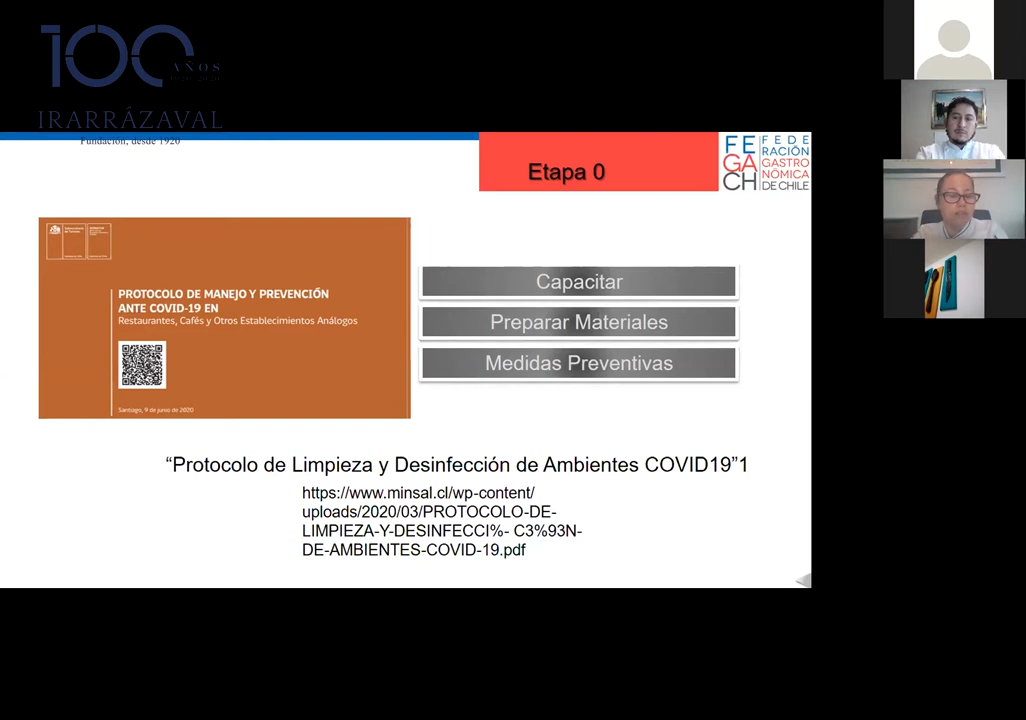 100
AÑOS
IRARRÁZAVAL
Fundación, desde 1920
Etapa 0
FE
GA
CH
FEDE
RACIÓN
GASTRO
NÓMICA
DE CHILE
PROTOCOLO DE MANEJO Y PREVENCIÓN
ANTE COVID-19 EN
Restaurantes, Cafés y Otros Establecimientos Análogos
Santiago, 9 de junio de 2020
Capacitar
Preparar Materiales
Medidas Preventivas
“Protocolo de Limpieza y Desinfección de Ambientes COVID19”1
https://www.minsal.cl/wp-content/
uploads/2020/03/PROTOCOLO-DE-
LIMPIEZA-Y-DESINFECCI%- C3%93N-
DE-AMBIENTES-COVID-19.pdf